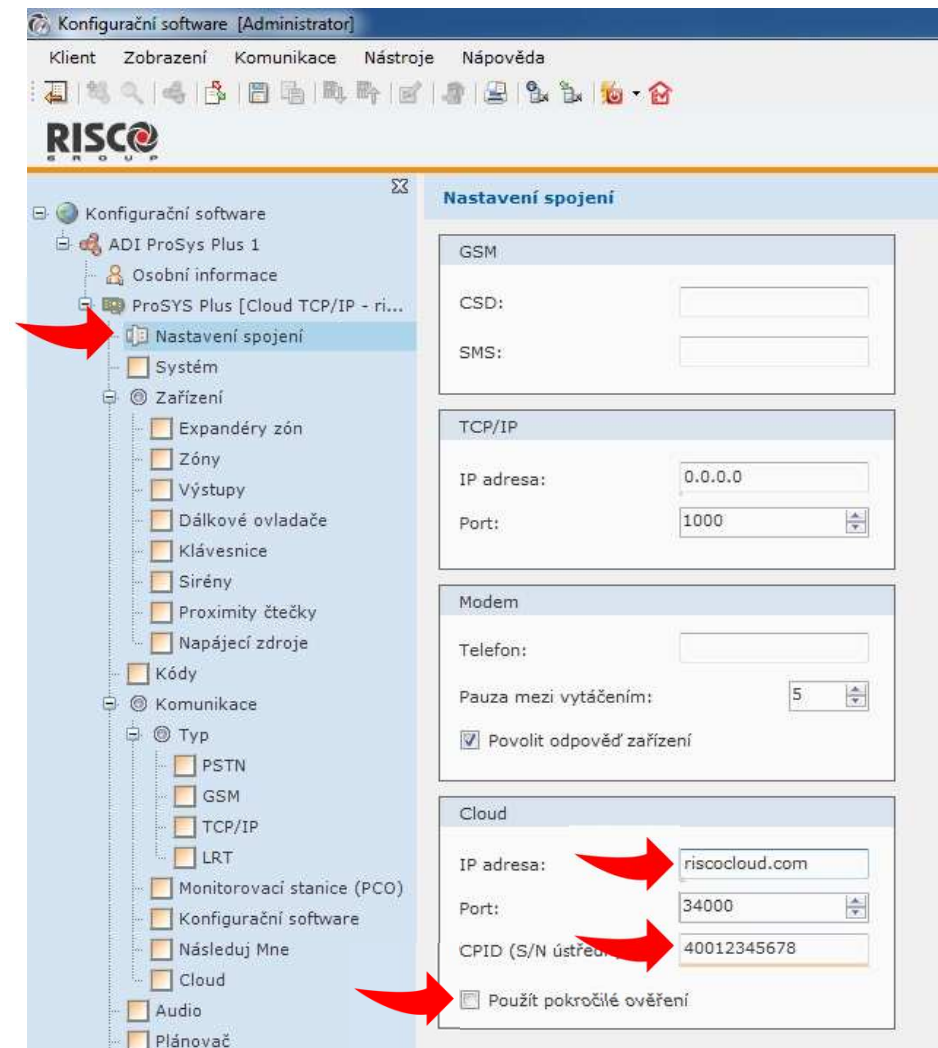 Konfigurační software [Administrator]
Klient Zobrazení Komunikace Nástroje Nápověda
RISCO
GROUP
Konfigurační software
ADI ProSys Plus 1
Osobní informace
ProSYS Plus [Cloud TCP/IP - ri...
Nastavení spojení
Systém
Zařízení
Expandéry zón
Zóny
Výstupy
Dálkové ovladače
Klávesnice
Sirény
Proximity čtečky
Napájecí zdroje
Kódy
Komunikace
Typ
PSTN
GSM
TCP/IP
LRT
Monitorovací stanice (PCO)
Konfigurační software
Následuj Mne
Cloud
Audio
Plánovač
Nastavení spojení
GSM
CSD:
SMS:
TCP/IP
IP adresa: 0.0.0.0
Port: 1000
Modem
Telefon:
Pauza mezi vytáčením: 5
Povolit odpověď zařízení
Cloud
IP adresa: riscocloud.com
Port: 34000
CPID (S/N 40012345678
Použít pokročilé ověření